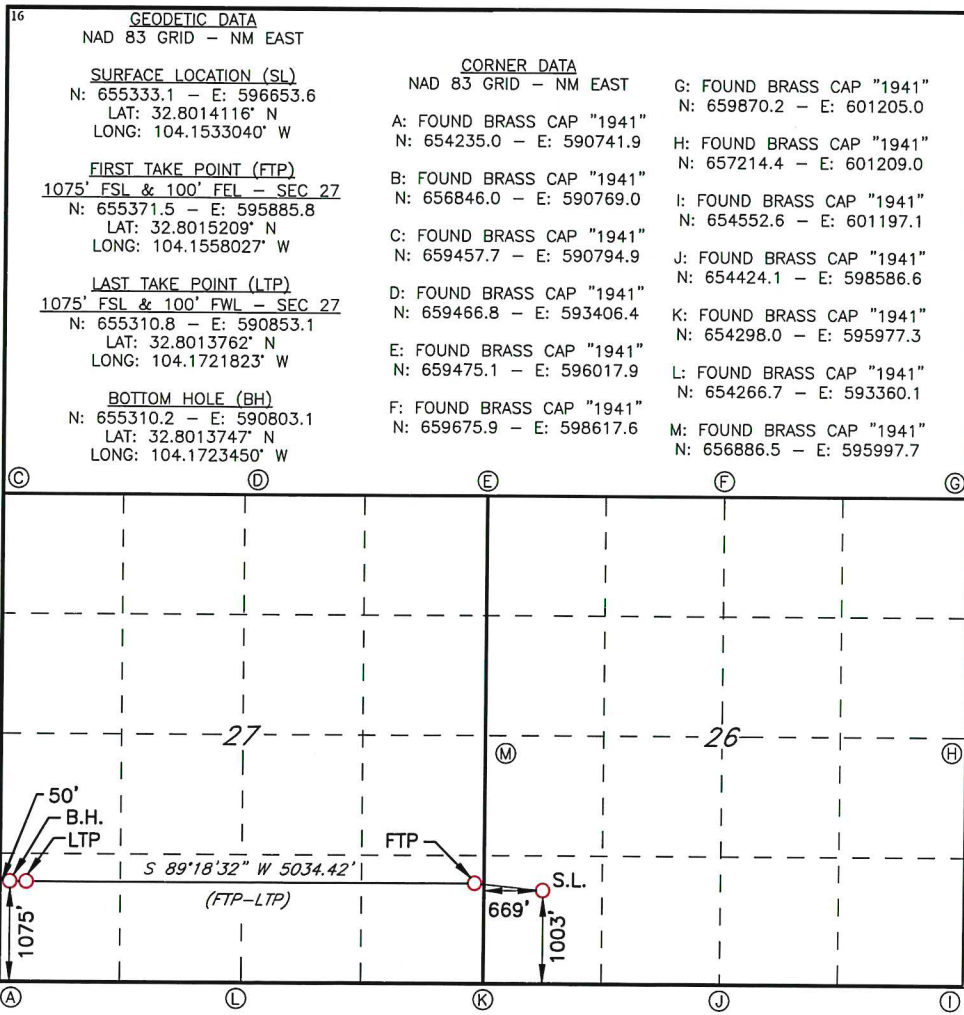 16
GEODETIC DATA
NAD 83 GRID – NM EAST
SURFACE LOCATION (SL)
N: 655333.1 – E: 596653.6
LAT: 32.8014116° N
LONG: 104.1533040° W
FIRST TAKE POINT (FTP)
1075' FSL & 100' FEL – SEC 27
N: 655371.5 – E: 595885.8
LAT: 32.8015209° N
LONG: 104.1558027° W
LAST TAKE POINT (LTP)
1075' FSL & 100' FWL – SEC 27
N: 655310.8 – E: 590853.1
LAT: 32.8013762° N
LONG: 104.1721823° W
BOTTOM HOLE (BH)
N: 655310.2 – E: 590803.1
LAT: 32.8013747° N
LONG: 104.1723450° W
CORNER DATA
NAD 83 GRID – NM EAST
A: FOUND BRASS CAP "1941"
N: 654235.0 – E: 590741.9
B: FOUND BRASS CAP "1941"
N: 656846.0 – E: 590769.0
C: FOUND BRASS CAP "1941"
N: 659457.7 – E: 590794.9
D: FOUND BRASS CAP "1941"
N: 659466.8 – E: 593406.4
E: FOUND BRASS CAP "1941"
N: 659475.1 – E: 596017.9
F: FOUND BRASS CAP "1941"
N: 659675.9 – E: 598617.6
G: FOUND BRASS CAP "1941"
N: 659870.2 – E: 601205.0
H: FOUND BRASS CAP "1941"
N: 657214.4 – E: 601209.0
I: FOUND BRASS CAP "1941"
N: 654552.6 – E: 601197.1
J: FOUND BRASS CAP "1941"
N: 654424.1 – E: 598586.6
K: FOUND BRASS CAP "1941"
N: 654298.0 – E: 595977.3
L: FOUND BRASS CAP "1941"
N: 654266.7 – E: 593360.1
M: FOUND BRASS CAP "1941"
N: 656886.5 – E: 595997.7
C D E F G
27 M 26 H
50'
B.H.
LTP
FTP
S 89°18'32" W 5034.42'
(FTP–LTP)
S.L.
669'
1075'
1003'
A L K J I